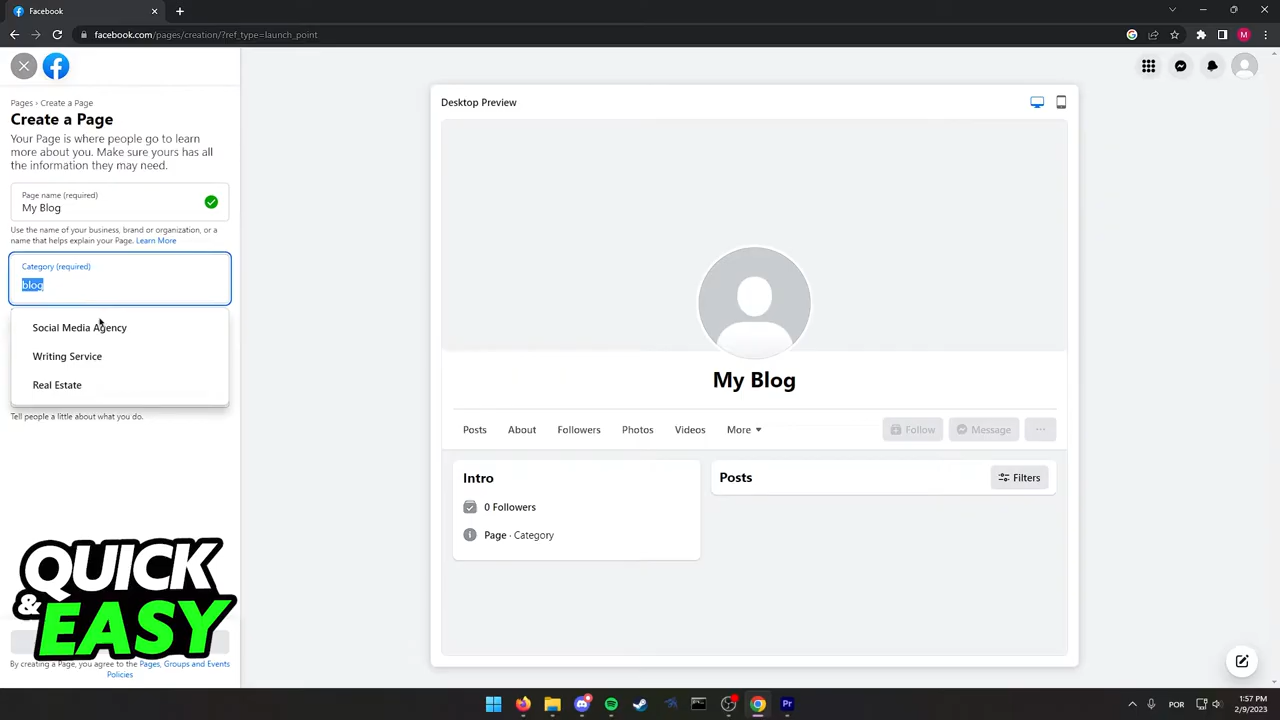 Facebook
facebook.com/pages/creation/?ref_type=launch_point
M
Pages › Create a Page
Create a Page
Your Page is where people go to learn
more about you. Make sure yours has all
the information they may need.
Page name (required)
My Blog
Use the name of your business, brand or organization, or a
name that helps explain your Page. Learn More
Category (required)
blog
Social Media Agency
Writing Service
Real Estate
Tell people a little about what you do.
QUICK
& EASY
By creating a Page, you agree to the Pages, Groups and Events
Policies
Desktop Preview
My Blog
Posts About Followers Photos Videos More Follow Message ...
Intro
0 Followers
Page · Category
Posts
Filters
Pr
POR
1:57 PM
2/9/2023